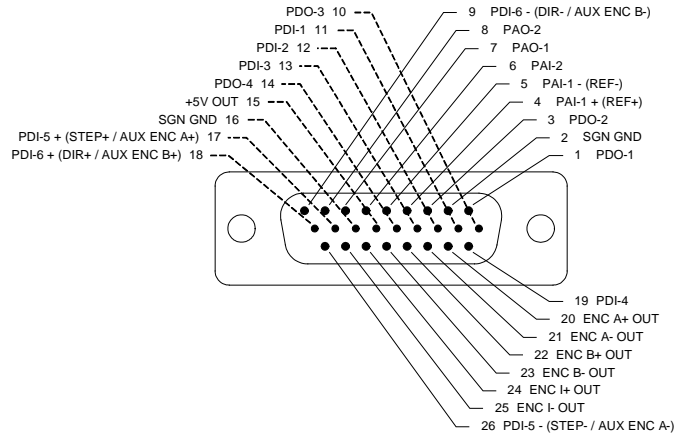 PDO-3 10
PDI-1 11
PDI-2 12
PDI-3 13
PDO-4 14
+5V OUT 15
SGN GND 16
PDI-5 + (STEP+ / AUX ENC A+) 17
PDI-6 + (DIR+ / AUX ENC B+) 18
9 PDI-6 - (DIR- / AUX ENC B-)
8 PAO-2
7 PAO-1
6 PAI-2
5 PAI-1 - (REF-)
4 PAI-1 + (REF+)
3 PDO-2
2 SGN GND
1 PDO-1
19 PDI-4
20 ENC A+ OUT
21 ENC A- OUT
22 ENC B+ OUT
23 ENC B- OUT
24 ENC I+ OUT
25 ENC I- OUT
26 PDI-5 - (STEP- / AUX ENC A-)